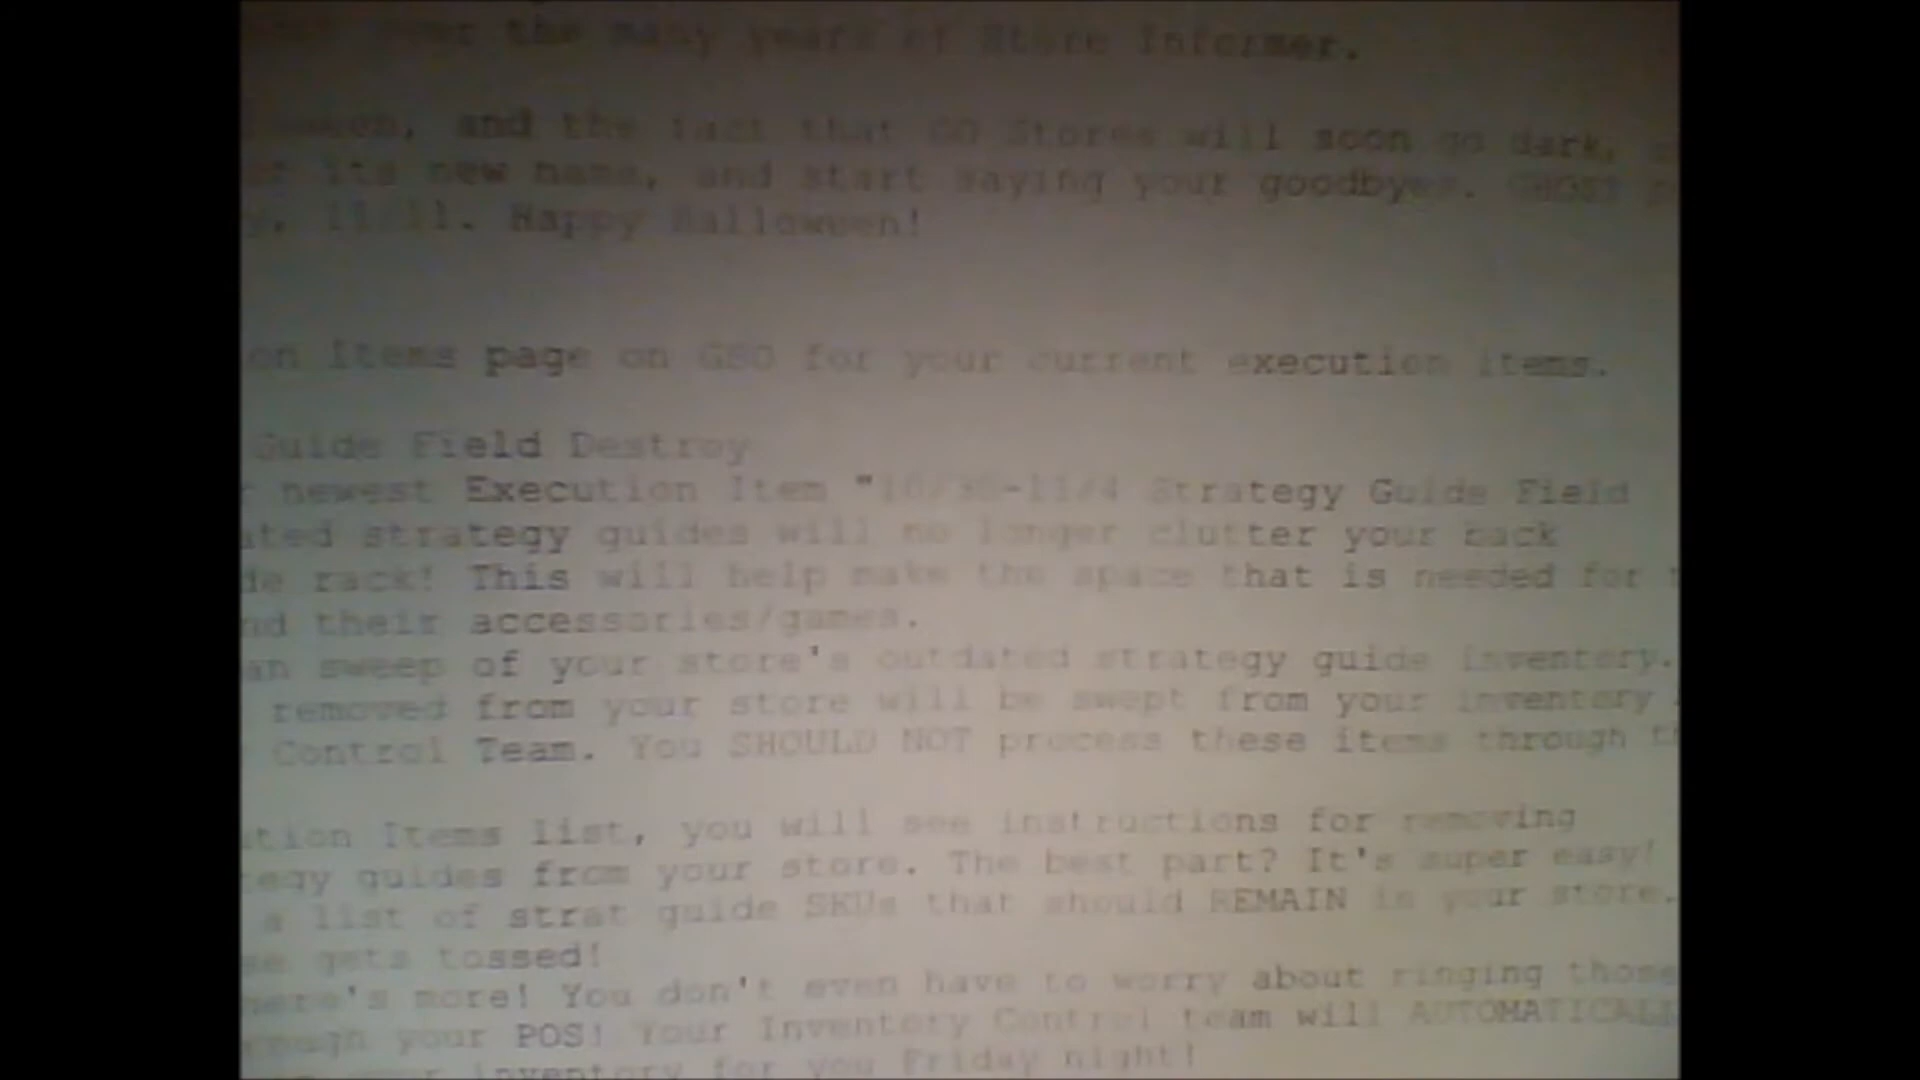 over the many years of Store Informer.
and the fact that GO Stores will soon go dark,
of its new name, and start saying your goodbyes. GHOST
11/11. Happy Halloween!
on Items page on GSO for your current execution items.
Guide Field Destroy
newest Execution Item "10/30-11/4 Strategy Guide Field
ated strategy guides will no longer clutter your back
de rack! This will help make the space that is needed for
nd their accessories/games.
an sweep of your store's outdated strategy guide inventory.
removed from your store will be swept from your inventory
Control Team. You SHOULD NOT process these items through th
ution Items list, you will see instructions for removing
tegy guides from your store. The best part? It's super easy!
a list of strat guide SKUs that should REMAIN in your store.
se gets tossed!
here's more! You don't even have to worry about ringing those
rough your POS! Your Inventory Control team will AUTOMATICALL
your inventory for you Friday night!